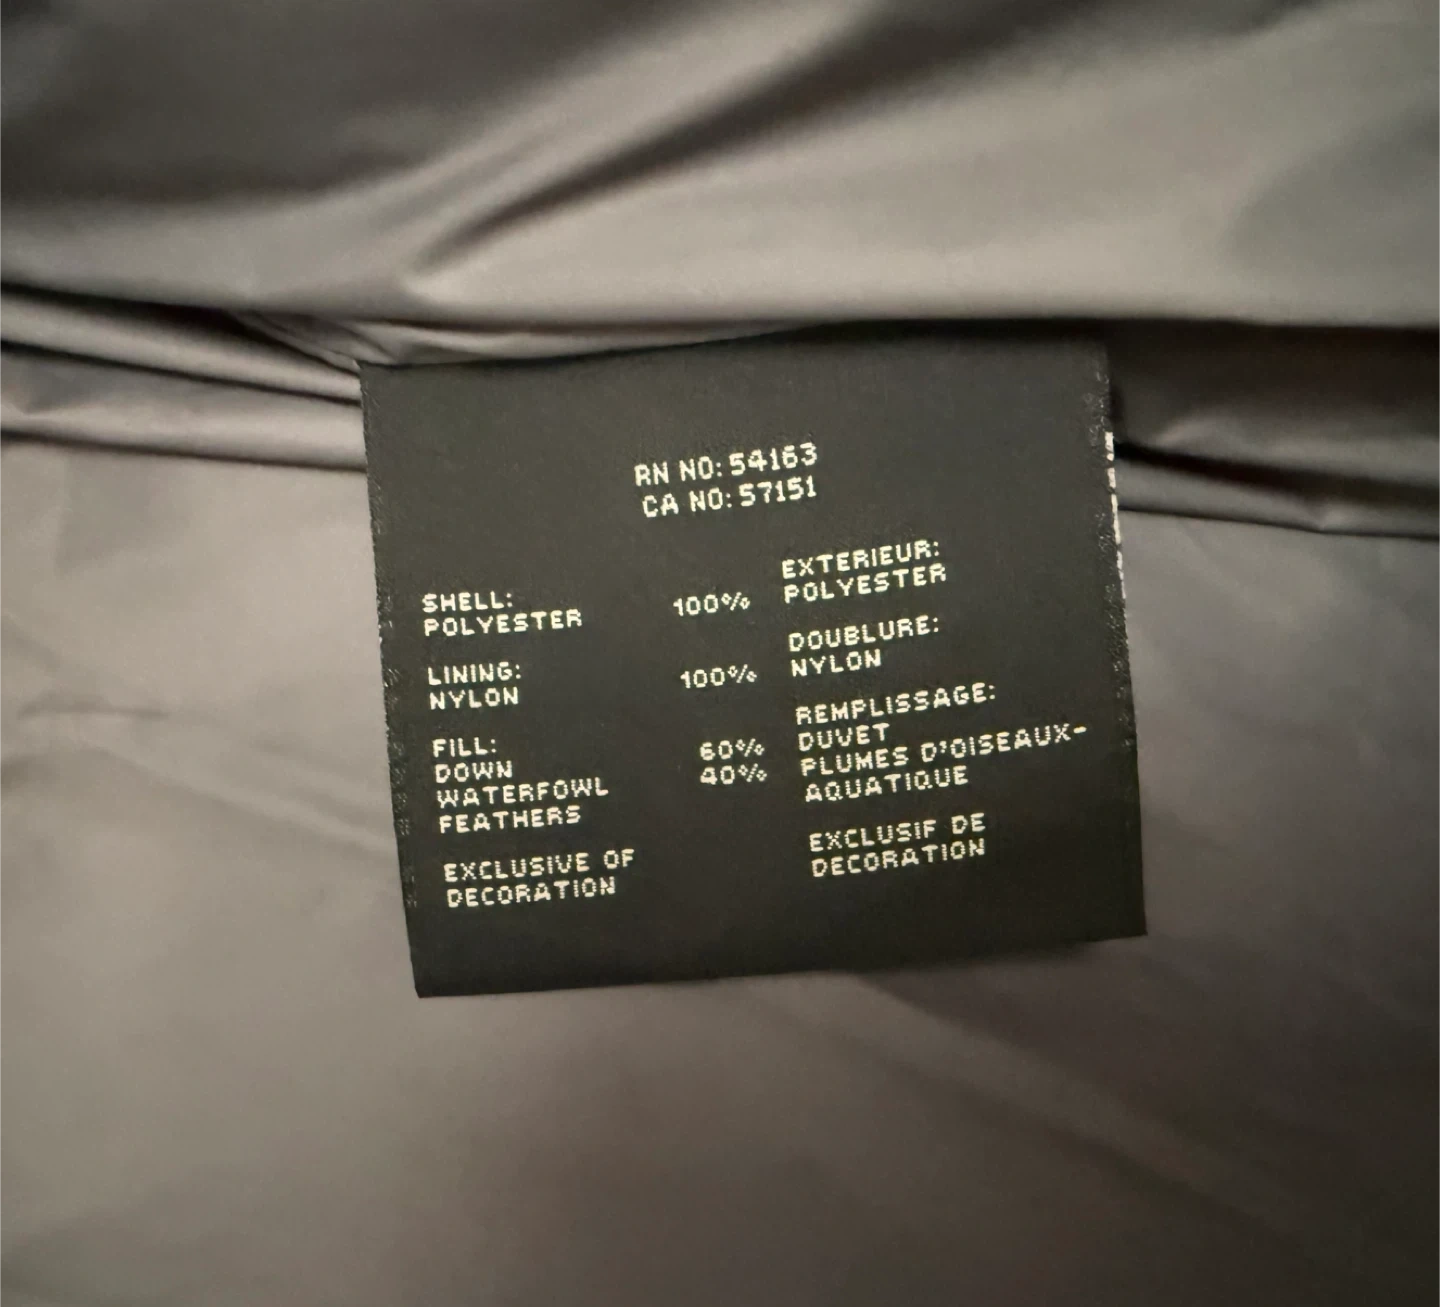 RN NO: 54163
CA NO: 57151
SHELL:
POLYESTER 100%
LINING:
NYLON 100%
FILL:
DOWN 60%
WATERFOWL 40%
FEATHERS
EXCLUSIVE OF
DECORATION
EXTERIEUR:
POLYESTER
DOUBLURE:
NYLON
REMPLISSAGE:
DUVET
PLUMES D'OISEAUX-
AQUATIQUE
EXCLUSIF DE
DECORATION